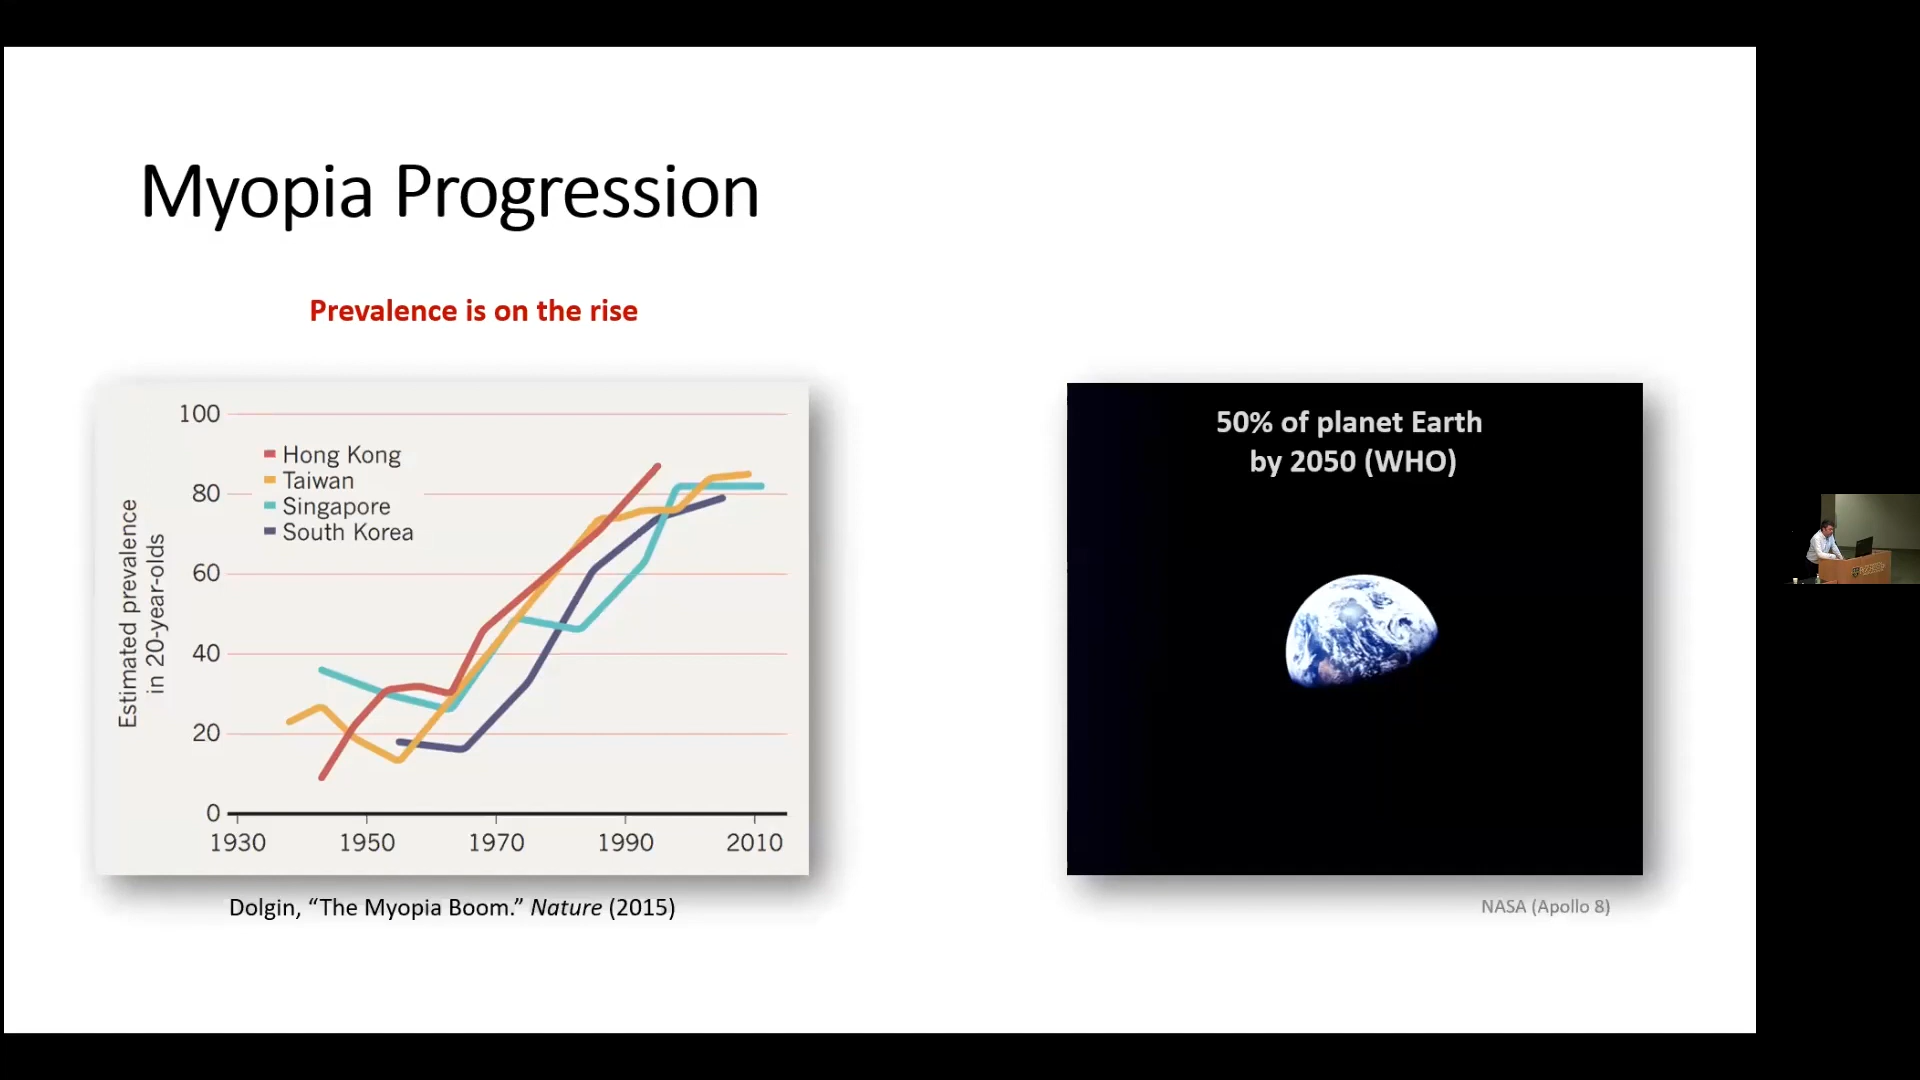 Myopia Progression
Prevalence is on the rise
100
80
60
40
20
0
Estimated prevalence
in 20-year-olds
Hong Kong
Taiwan
Singapore
South Korea
1930 1950 1970 1990 2010
Dolgin, “The Myopia Boom.” Nature (2015)
50% of planet Earth
by 2050 (WHO)
NASA (Apollo 8)